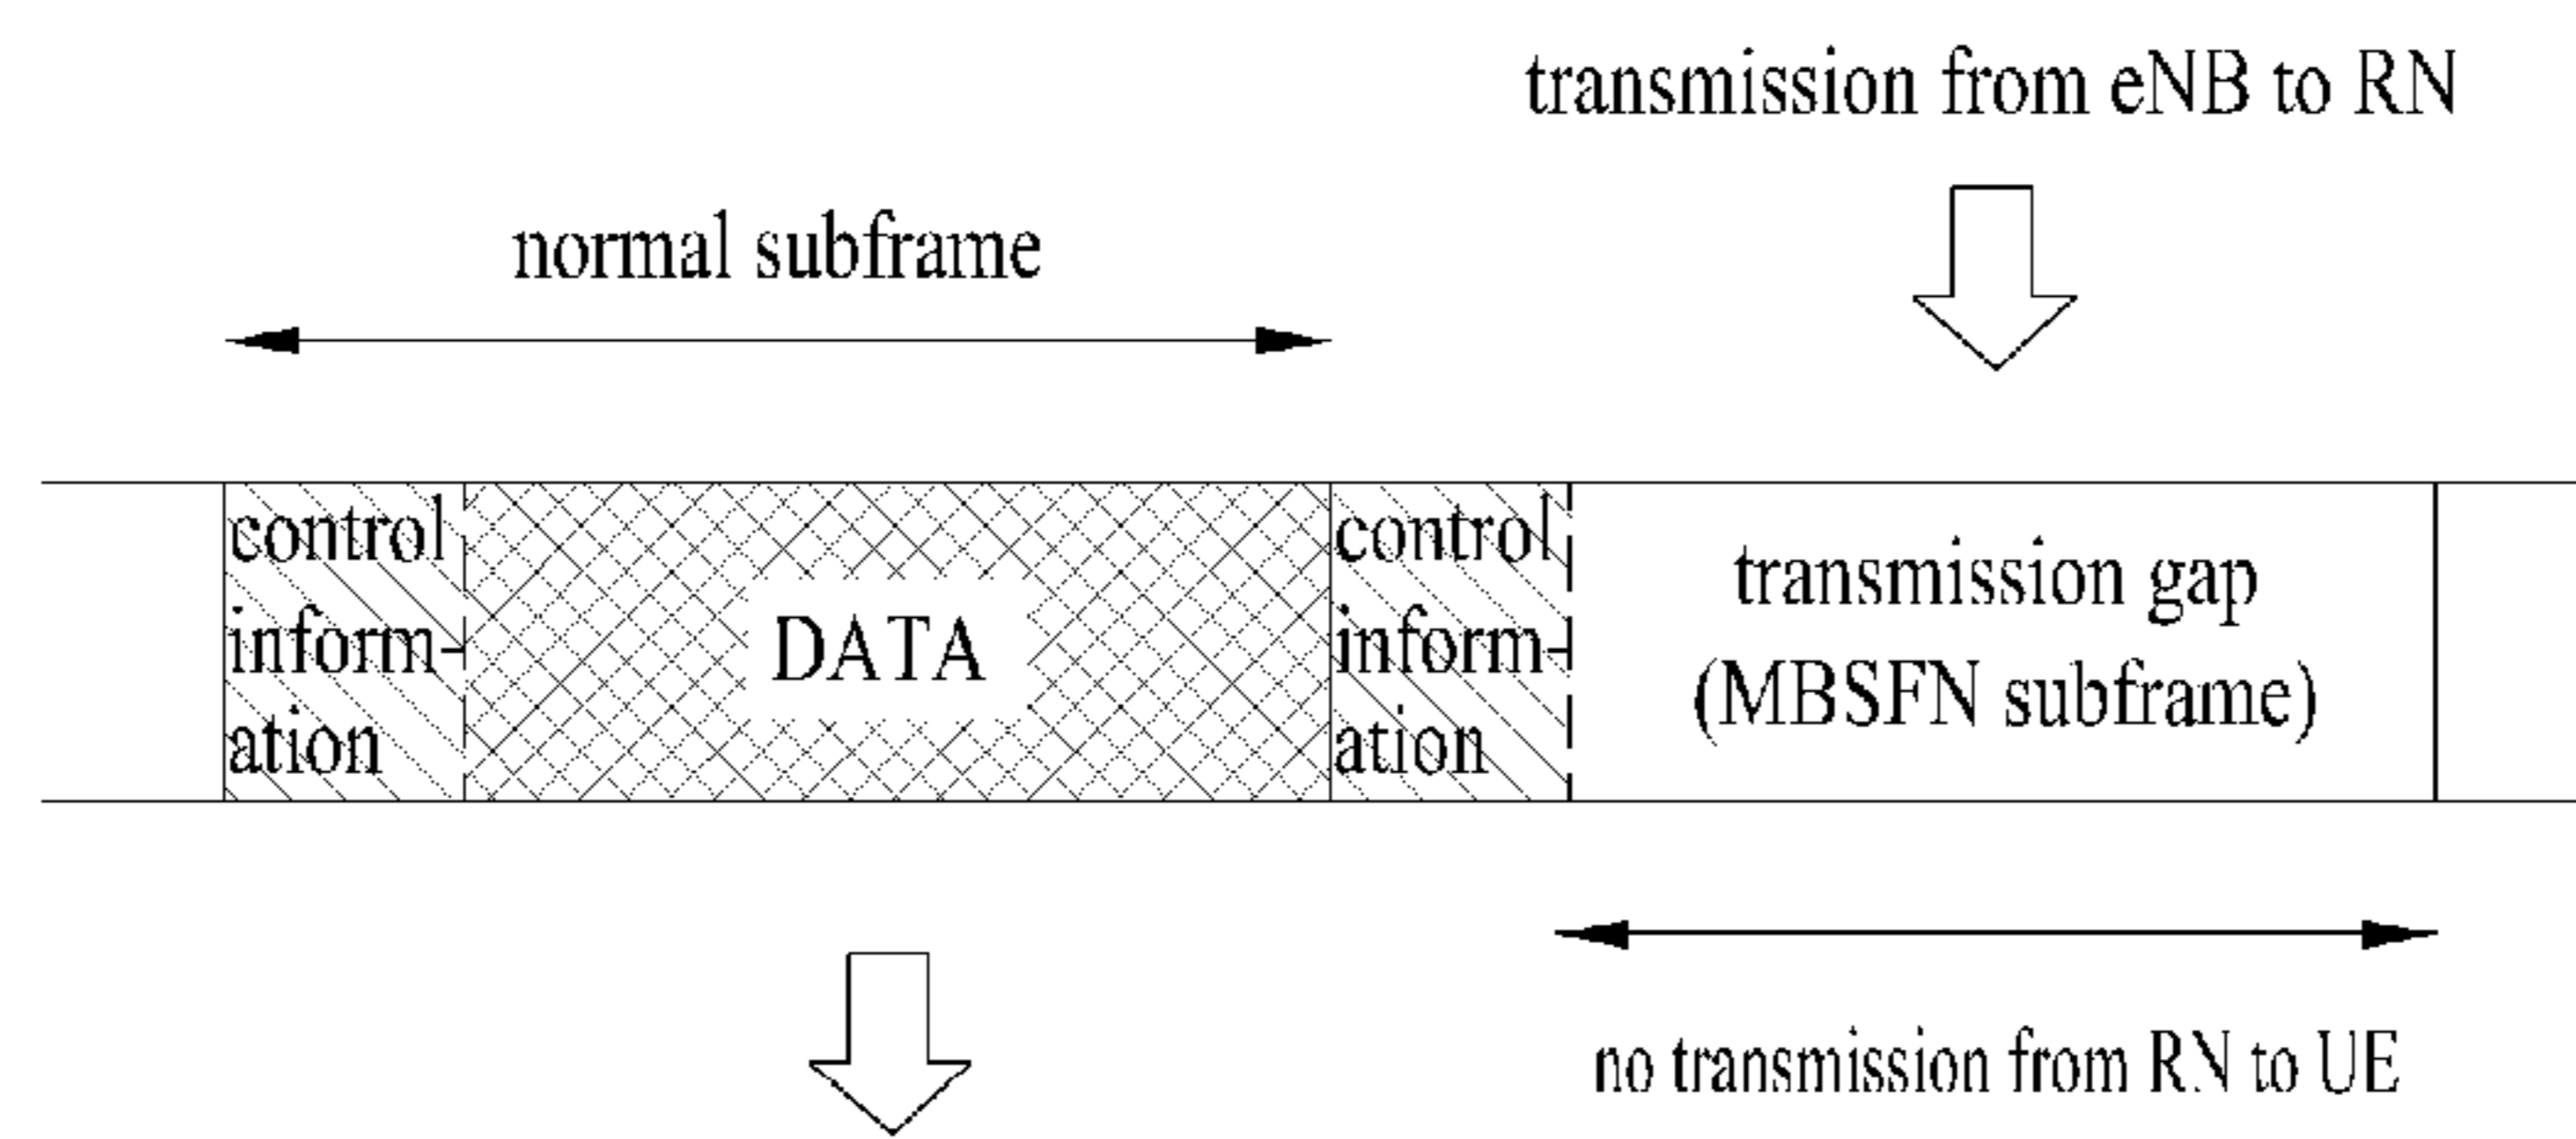 transmission from eNB to RN
normal subframe
control
inform-
ation
DATA
control
inform-
ation
transmission gap
(MBSFN subframe)
no transmission from RN to UE